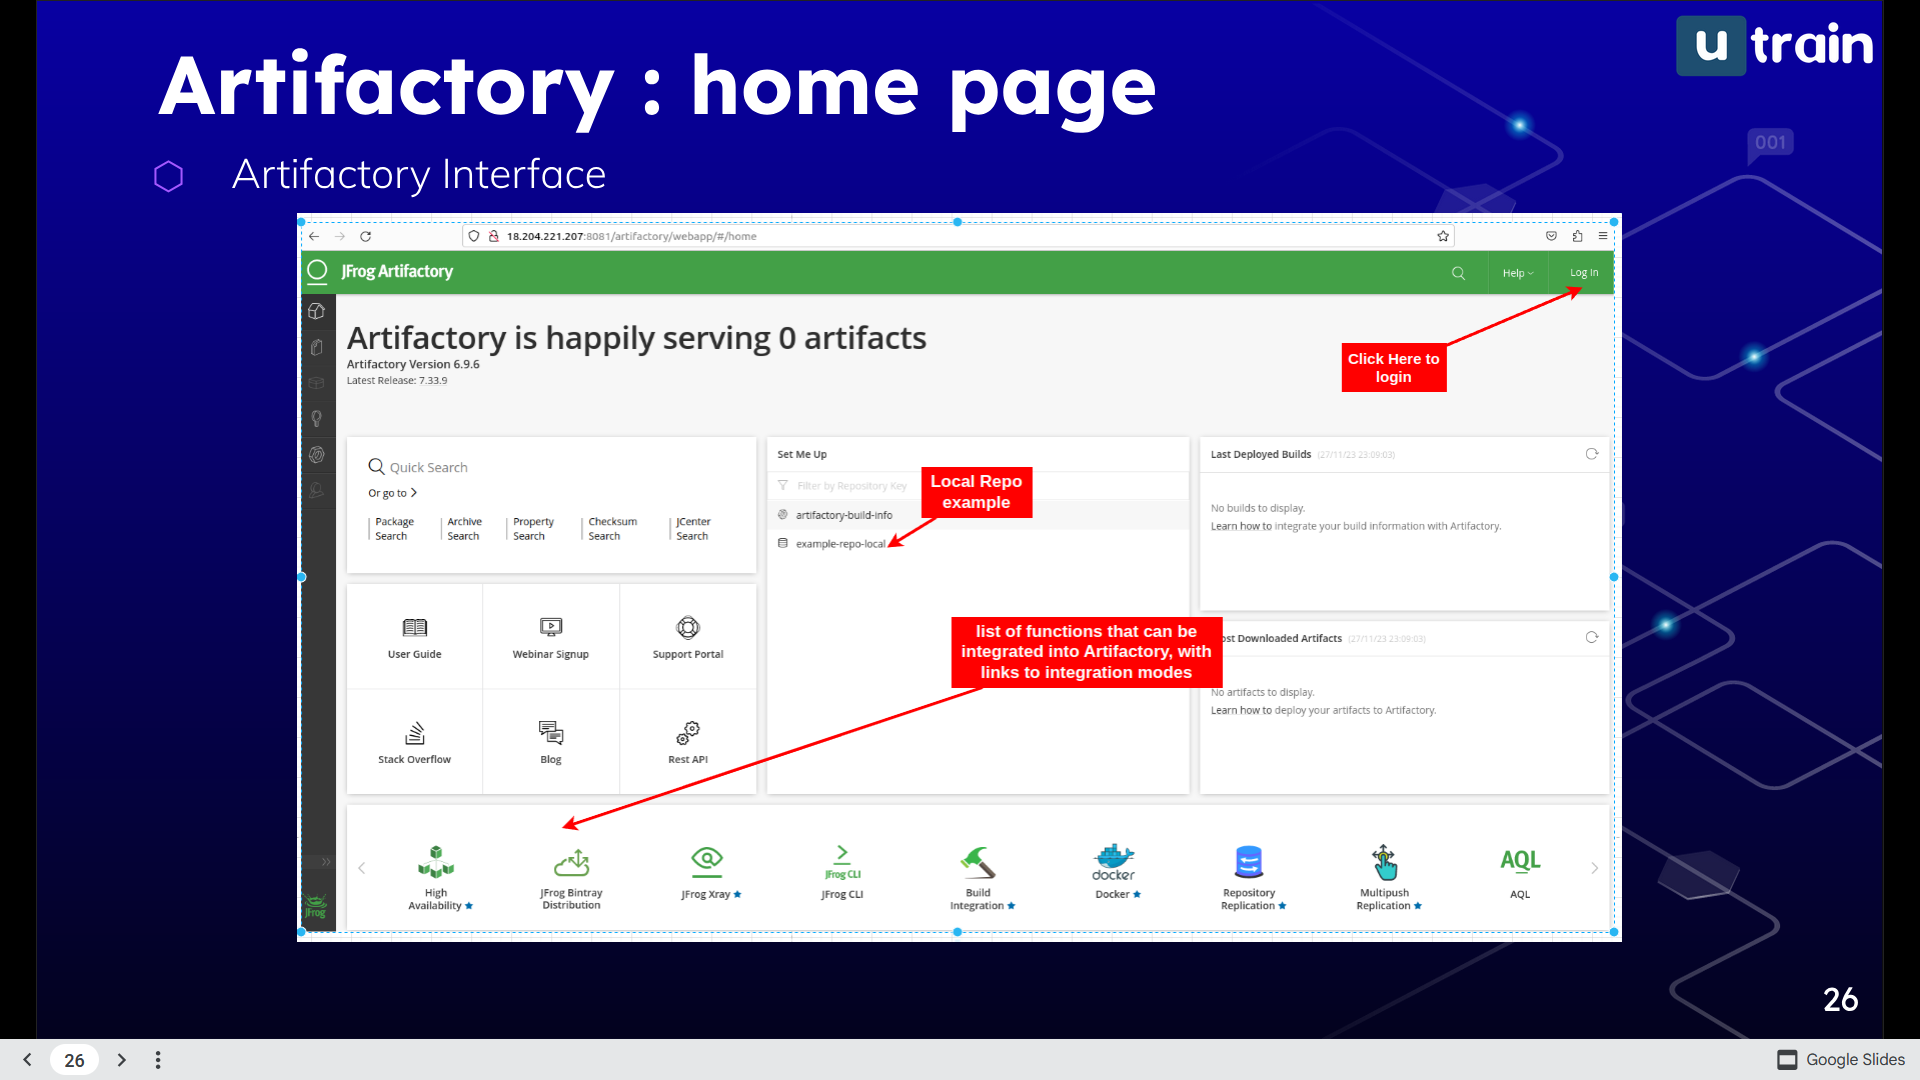 u train
Artifactory : home page
001
Artifactory Interface
18.204.221.207:8081/artifactory/webapp/#/home
JFrog Artifactory
Help
Log In
Artifactory is happily serving 0 artifacts
Artifactory Version 6.9.6
Latest Release: 7.33.9
Click Here to
login
Quick Search
Or go to
Package
Search
Archive
Search
Property
Search
Checksum
Search
JCenter
Search
Set Me Up
Filter by Repository Key
Local Repo
example
artifactory-build-info
example-repo-local
Last Deployed Builds (27/11/23 23:09:03)
No builds to display.
Learn how to integrate your build information with Artifactory.
User Guide
Webinar Signup
Support Portal
Stack Overflow
Blog
Rest API
list of functions that can be
integrated into Artifactory, with
links to integration modes
ost Downloaded Artifacts (27/11/23 23:09:03)
No artifacts to display.
Learn how to deploy your artifacts to Artifactory.
High
Availability
JFrog Bintray
Distribution
JFrog Xray
JFrog CLI
JFrog CLI
Build
Integration
docker
Docker
Repository
Replication
Multipush
Replication
AQL
AQL
JFrog
26
26
Google Slides